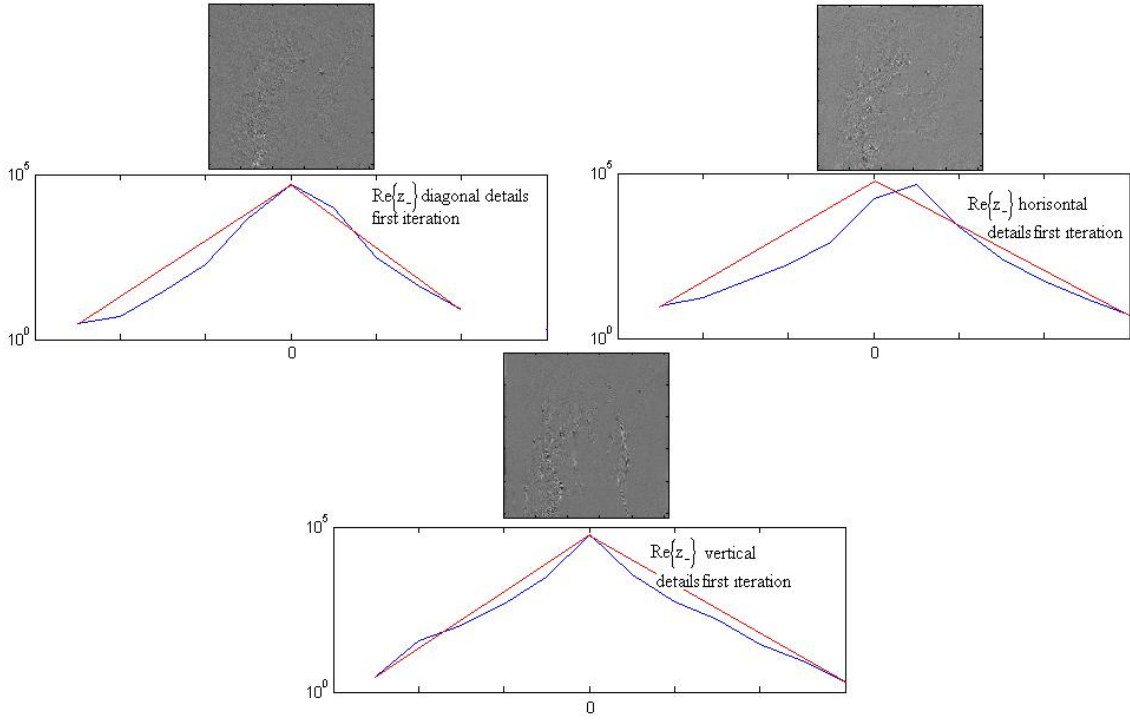 10^5
Re{z_-} diagonal details
first iteration
10^0
0
10^5
Re{z_-} horisontal
details first iteration
10^0
0
10^5
Re{z_-} vertical
details first iteration
10^0
0